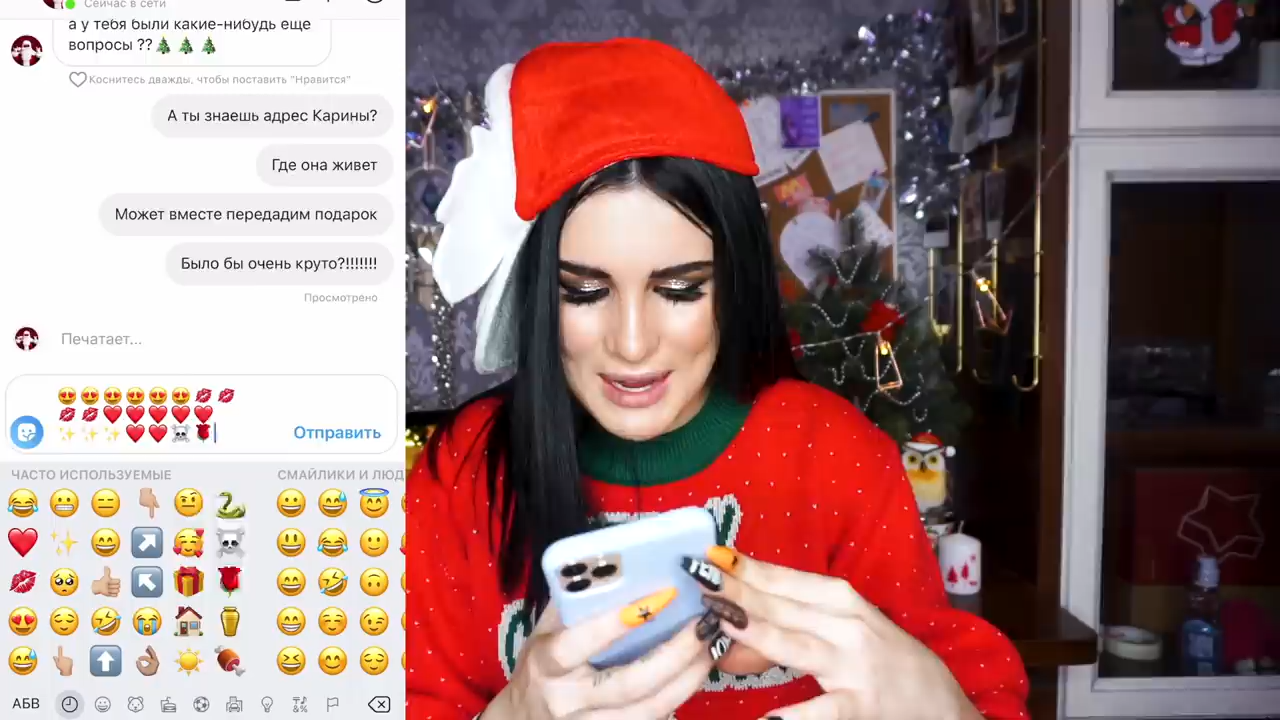 Сейчас в сети
а у тебя были какие-нибудь еще
вопросы ??🎄🎄🎄
Коснитесь дважды, чтобы поставить "Нравится"
А ты знаешь адрес Карины?
Где она живет
Может вместе передадим подарок
Было бы очень круто?!!!!!!!
Просмотрено
Печатает...
😍😍😍😍😍😍💋💋
💋💋❤️❤️❤️❤️❤️
✨✨✨❤️❤️☠️🌹
Отправить
ЧАСТО ИСПОЛЬЗУЕМЫЕ
СМАЙЛИКИ И ЛЮД
АБВ